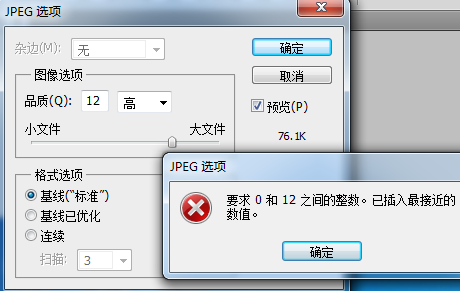 JPEG 选项
杂边(M): 无
确定
图像选项
取消
品质(Q): 12 高
预览(P)
小文件 大文件
76.1K
JPEG 选项
格式选项
基线("标准")
基线已优化
连续
扫描: 3
要求 0 和 12 之间的整数。已插入最接近的
数值。
确定